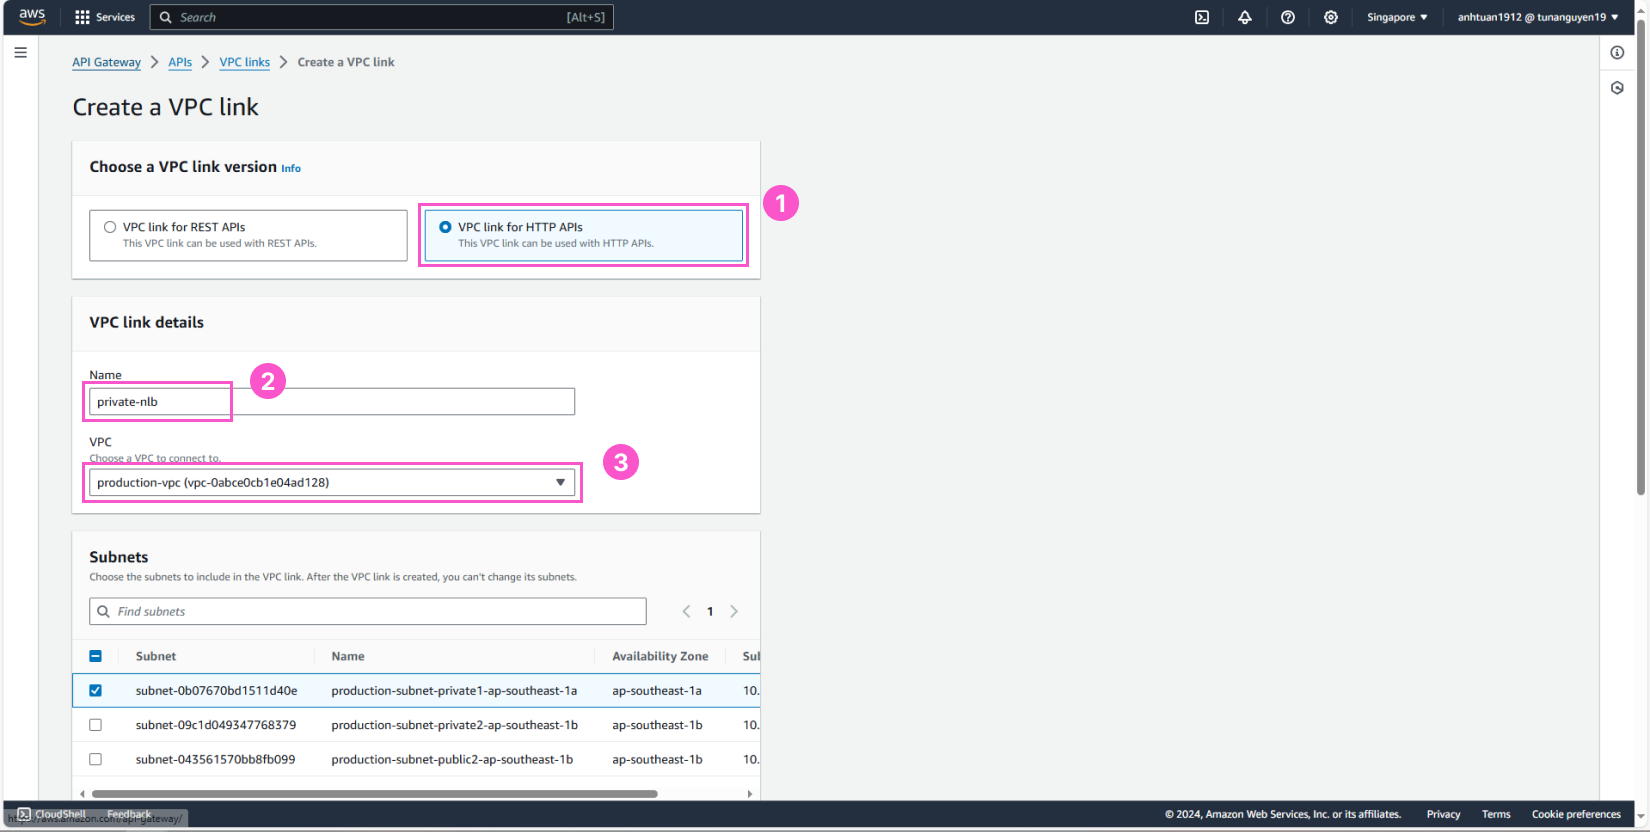 aws Services Search [Alt+S] Singapore ▼ anhtuan1912 @ tunanguyen19 ▼
API Gateway > APIs > VPC links > Create a VPC link
Create a VPC link
Choose a VPC link version Info
1
VPC link for REST APIs
This VPC link can be used with REST APIs.
VPC link for HTTP APIs
This VPC link can be used with HTTP APIs.
VPC link details
Name
2
private-nlb
VPC
Choose a VPC to connect to.
3
production-vpc (vpc-0abce0cb1e04ad128)
Subnets
Choose the subnets to include in the VPC link. After the VPC link is created, you can't change its subnets.
Find subnets
1
Subnet Name Availability Zone Sul
subnet-0b07670bd1511d40e production-subnet-private1-ap-southeast-1a ap-southeast-1a 10.
subnet-09c1d049347768379 production-subnet-private2-ap-southeast-1b ap-southeast-1b 10.
subnet-043561570bb8fb099 production-subnet-public2-ap-southeast-1b ap-southeast-1b 10.
CloudShell Feedback © 2024, Amazon Web Services, Inc. or its affiliates. Privacy Terms Cookie preferences
https://aws.amazon.com/api-gateway/